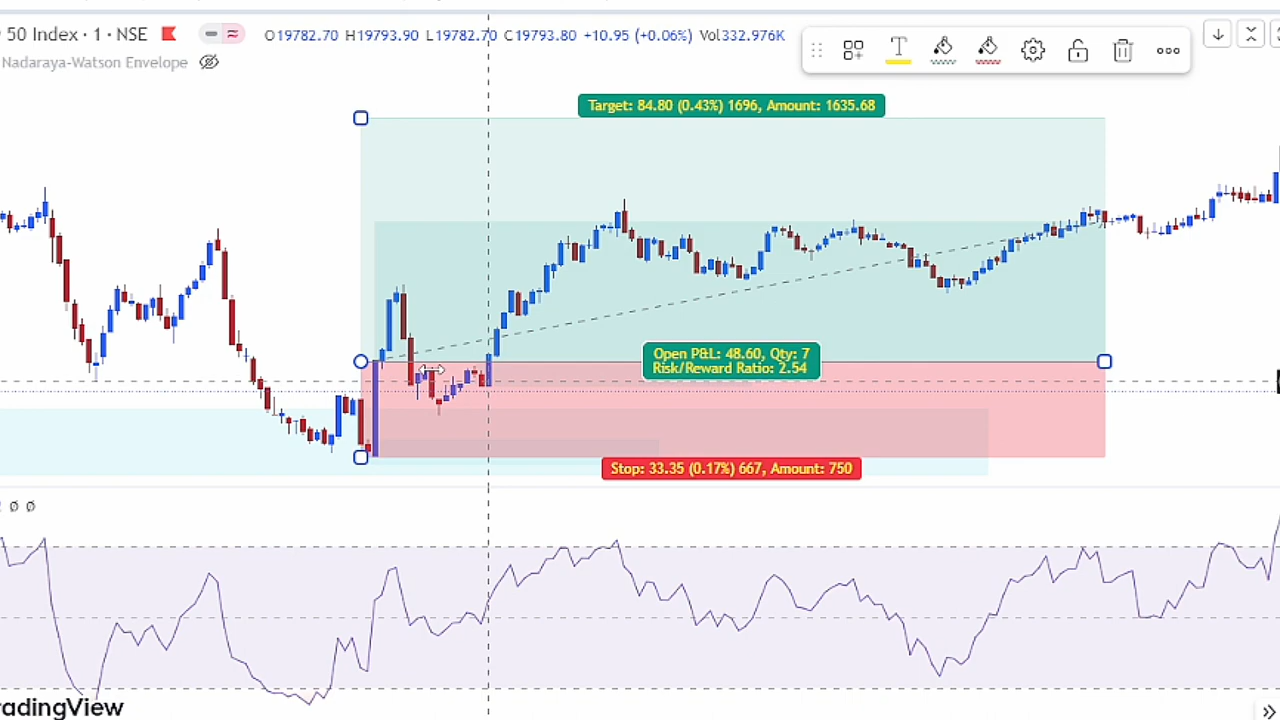 50 Index · 1 · NSE O19782.70 H19793.90 L19782.70 C19793.80 +10.95 (+0.06%) Vol332.976K
Nadaraya-Watson Envelope
Target: 84.80 (0.43%) 1696, Amount: 1635.68
Open P&L: 48.60, Qty: 7
Risk/Reward Ratio: 2.54
Stop: 33.35 (0.17%) 667, Amount: 750
ø ø
radingView